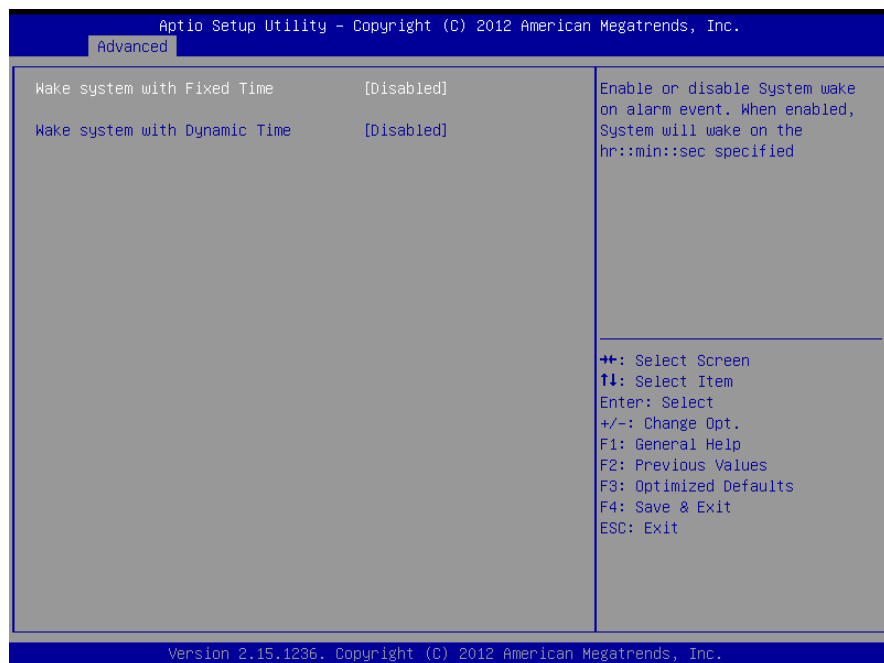 Aptio Setup Utility – Copyright (C) 2012 American Megatrends, Inc.
Advanced
Wake system with Fixed Time [Disabled]
Wake system with Dynamic Time [Disabled]
Enable or disable System wake
on alarm event. When enabled,
System will wake on the
hr::min::sec specified
→←: Select Screen
↑↓: Select Item
Enter: Select
+/-: Change Opt.
F1: General Help
F2: Previous Values
F3: Optimized Defaults
F4: Save & Exit
ESC: Exit
Version 2.15.1236. Copyright (C) 2012 American Megatrends, Inc.